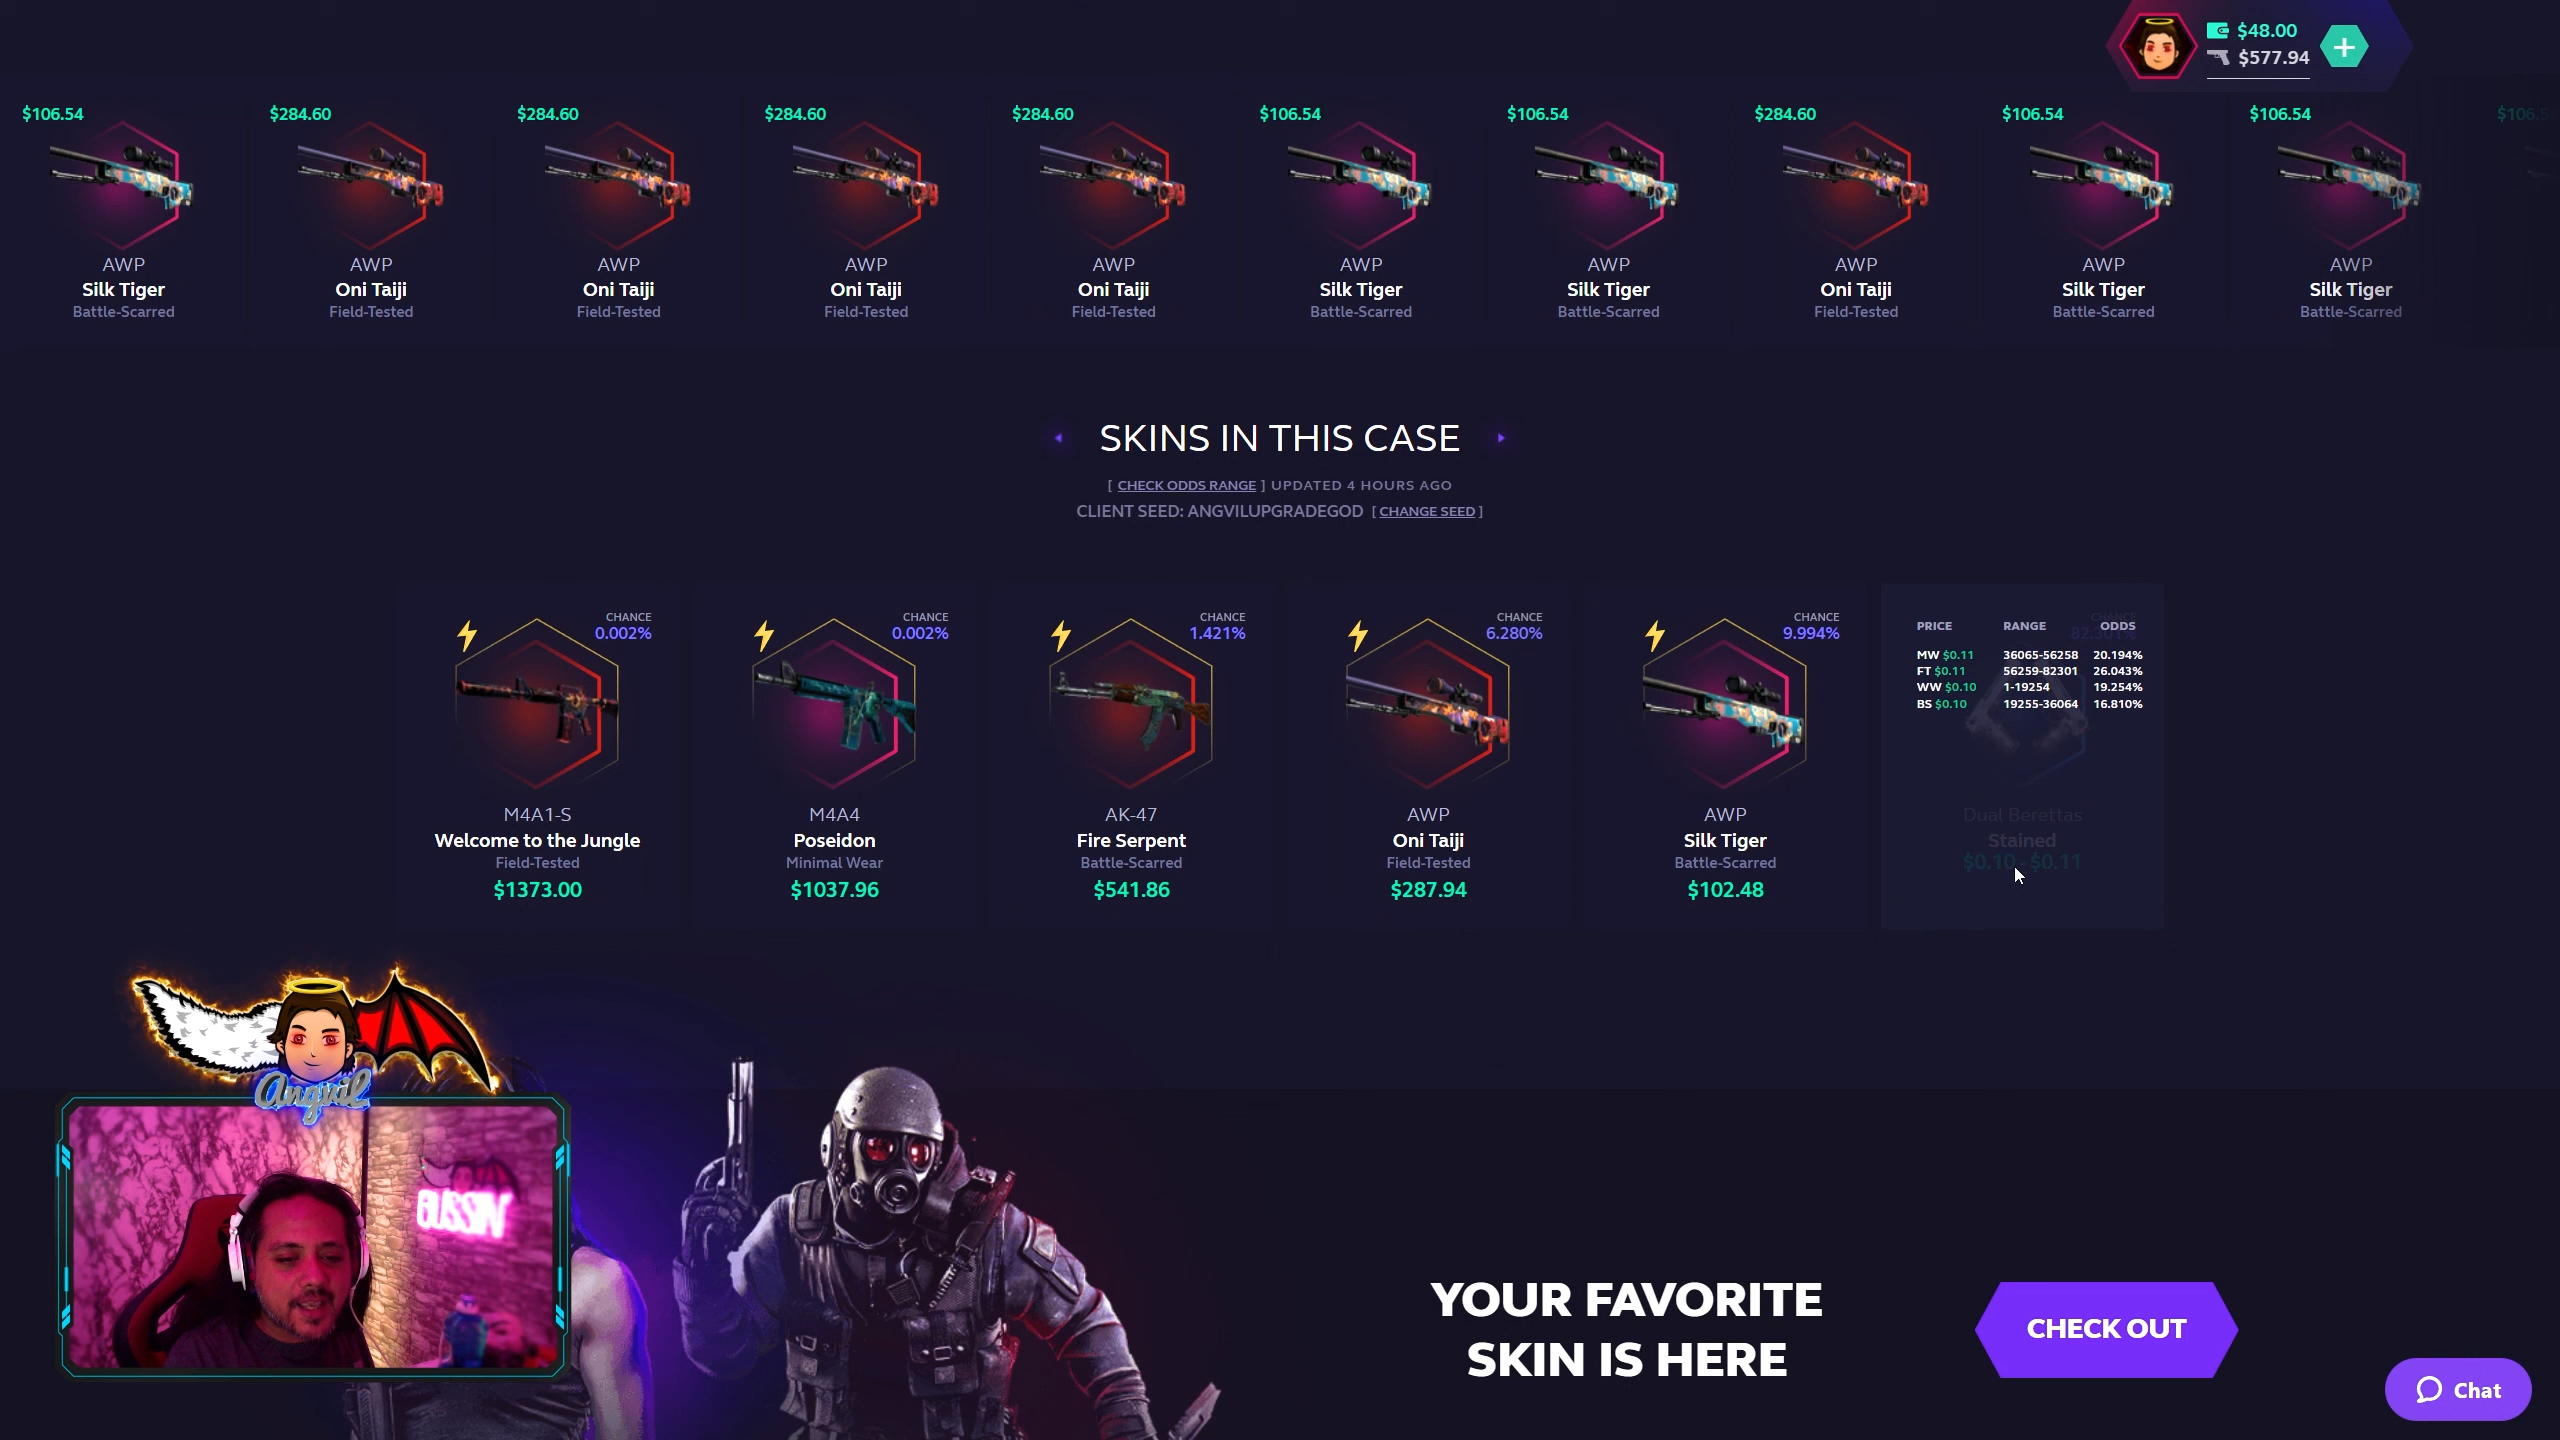 $48.00
$577.94
$106.54 $284.60 $284.60 $284.60 $284.60 $106.54 $106.54 $284.60 $106.54 $106.54
AWP AWP AWP AWP AWP AWP AWP AWP AWP AWP
Silk Tiger Oni Taiji Oni Taiji Oni Taiji Oni Taiji Silk Tiger Silk Tiger Oni Taiji Silk Tiger Silk Tiger
Battle-Scarred Field-Tested Field-Tested Field-Tested Field-Tested Battle-Scarred Battle-Scarred Field-Tested Battle-Scarred Battle-Scarred
SKINS IN THIS CASE
[ CHECK ODDS RANGE ] UPDATED 4 HOURS AGO
CLIENT SEED: ANGVILUPGRADEGOD [ CHANGE SEED ]
CHANCE
0.002%
M4A1-S
Welcome to the Jungle
Field-Tested
$1373.00
CHANCE
0.002%
M4A4
Poseidon
Minimal Wear
$1037.96
CHANCE
1.421%
AK-47
Fire Serpent
Battle-Scarred
$541.86
CHANCE
6.280%
AWP
Oni Taiji
Field-Tested
$287.94
CHANCE
9.994%
AWP
Silk Tiger
Battle-Scarred
$102.48
CHANCE
82.301%
PRICE RANGE ODDS
MW $0.11 36065-56258 20.194%
FT $0.11 56259-82301 26.043%
WW $0.10 1-19254 19.254%
BS $0.10 19255-36064 16.810%
Dual Berettas
Stained
$0.10 - $0.11
Angvil
BUSSIN'
YOUR FAVORITE
SKIN IS HERE
CHECK OUT
Chat